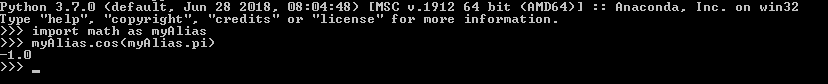 Python 3.7.0 (default, Jun 28 2018, 08:04:48) [MSC v.1912 64 bit (AMD64)] :: Anaconda, Inc. on win32
Type "help", "copyright", "credits" or "license" for more information.
>>> import math as myAlias
>>> myAlias.cos(myAlias.pi)
-1.0
>>> _